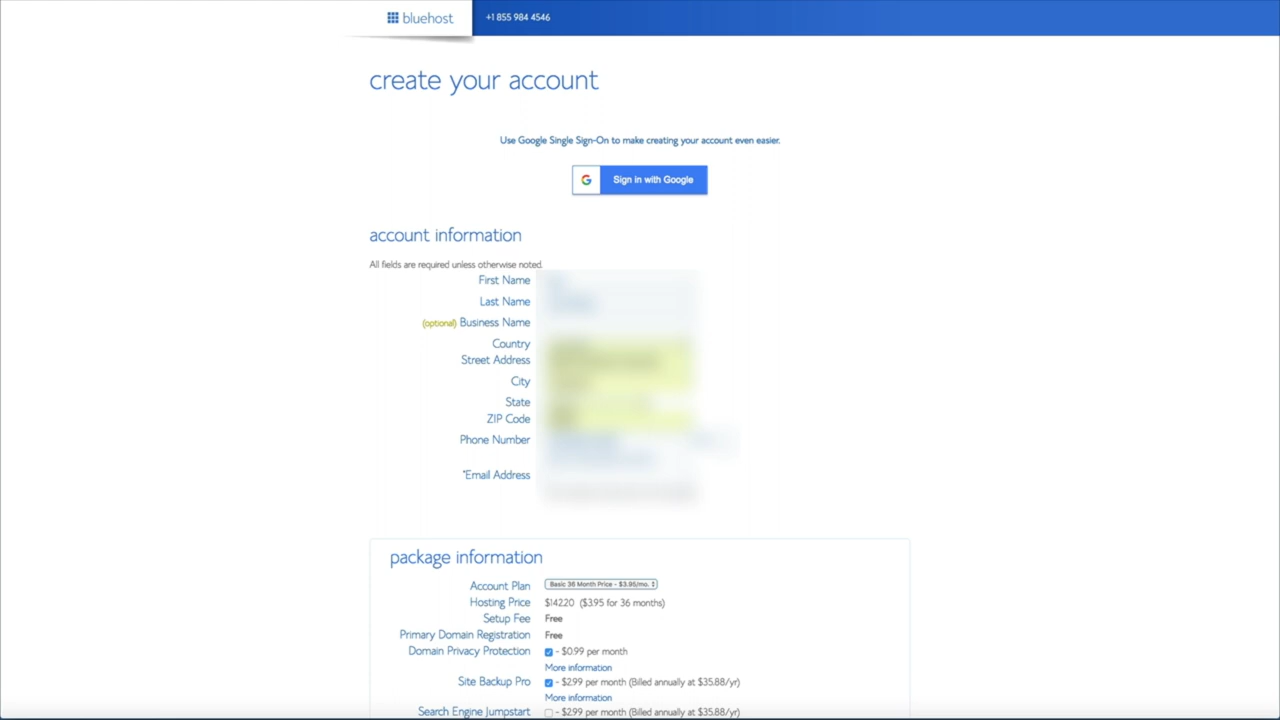 bluehost
+1 855 984 4546
create your account
Use Google Single Sign-On to make creating your account even easier.
G Sign in with Google
account information
All fields are required unless otherwise noted.
First Name
Last Name
(optional) Business Name
Country
Street Address
City
State
ZIP Code
Phone Number
*Email Address
package information
Account Plan Basic 36 Month Price - $3.95/mo.
Hosting Price $142.20 ($3.95 for 36 months)
Setup Fee Free
Primary Domain Registration Free
Domain Privacy Protection - $0.99 per month
More information
Site Backup Pro - $2.99 per month (Billed annually at $35.88/yr)
More information
Search Engine Jumpstart - $2.99 per month (Billed annually at $35.88/yr)